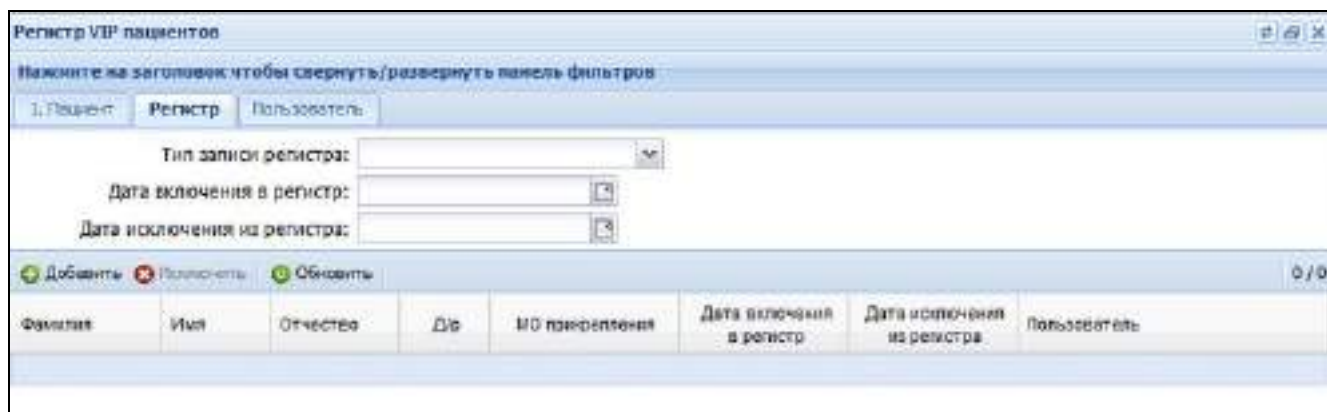 Регистр VIP пациентов
Нажмите на заголовок чтобы свернуть/развернуть панель фильтров
1. Пациент Регистр Пользователь
Тип записи регистра:
Дата включения в регистр:
Дата исключения из регистра:
Добавить Исключить Обновить 0 / 0
Фамилия Имя Отчество Д/р МО прикрепления Дата включения в регистр Дата исключения из регистра Пользователь